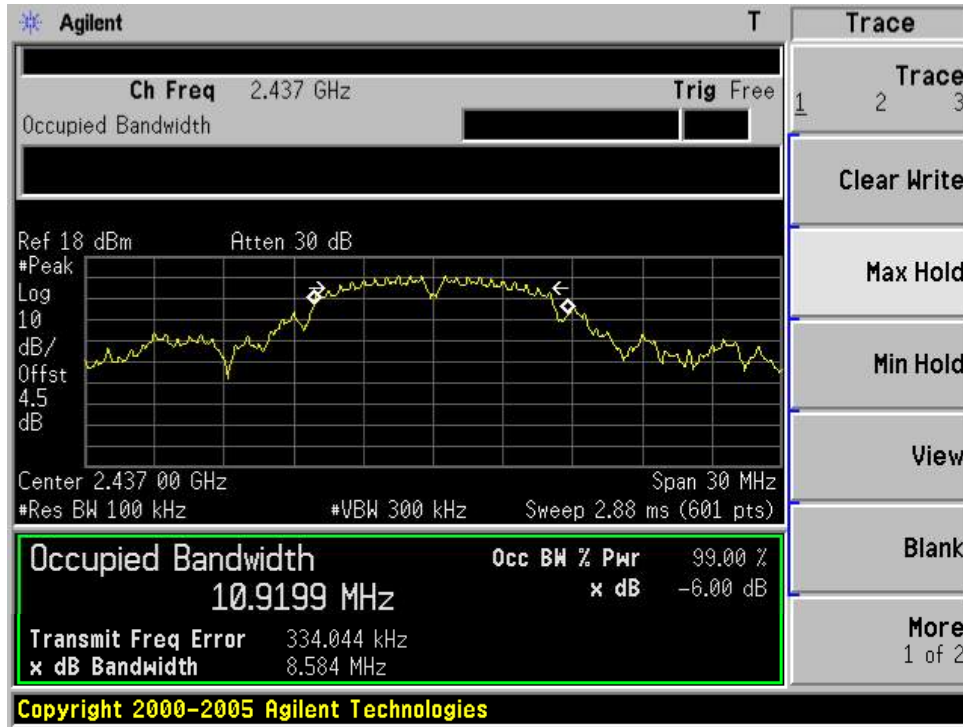 Agilent T Trace
Ch Freq 2.437 GHz Trig Free
Occupied Bandwidth
Trace
1 2 3
Clear Write
Max Hold
Min Hold
View
Blank
More
1 of 2
Ref 18 dBm Atten 30 dB
#Peak
Log
10
dB/
Offst
4.5
dB
Center 2.437 00 GHz Span 30 MHz
#Res BW 100 kHz #VBW 300 kHz Sweep 2.88 ms (601 pts)
Occupied Bandwidth Occ BW % Pwr 99.00 %
10.9199 MHz x dB -6.00 dB
Transmit Freq Error 334.044 kHz
x dB Bandwidth 8.584 MHz
Copyright 2000-2005 Agilent Technologies